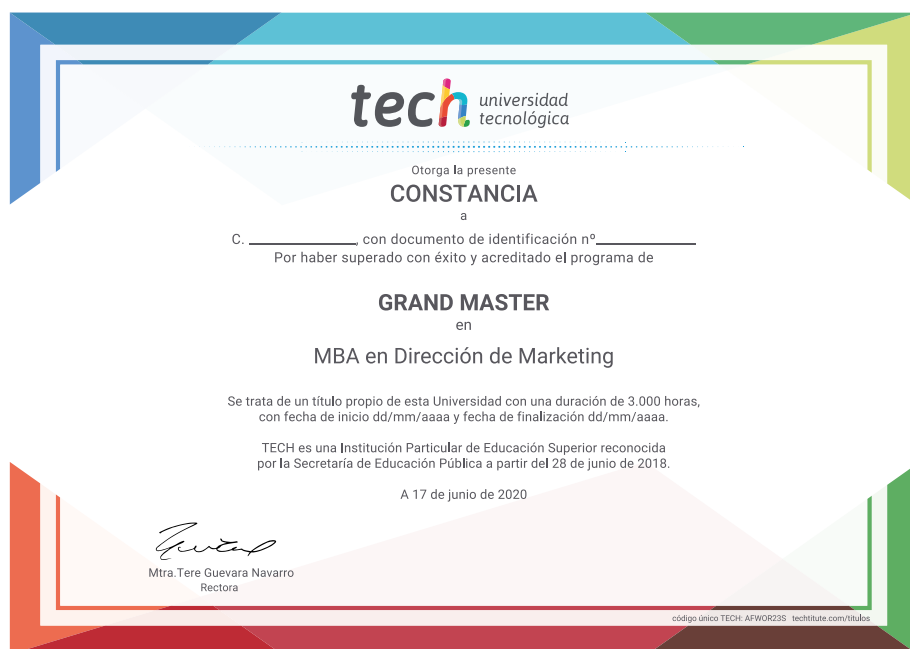 tech universidad
tecnológica
Otorga la presente
CONSTANCIA
a
C. ____________, con documento de identificación nº____________
Por haber superado con éxito y acreditado el programa de
GRAND MASTER
en
MBA en Dirección de Marketing
Se trata de un título propio de esta Universidad con una duración de 3.000 horas,
con fecha de inicio dd/mm/aaaa y fecha de finalización dd/mm/aaaa.
TECH es una Institución Particular de Educación Superior reconocida
por la Secretaría de Educación Pública a partir del 28 de junio de 2018.
A 17 de junio de 2020
Mtra.Tere Guevara Navarro
Rectora
código único TECH: AFWOR23S techtitute.com/titulos